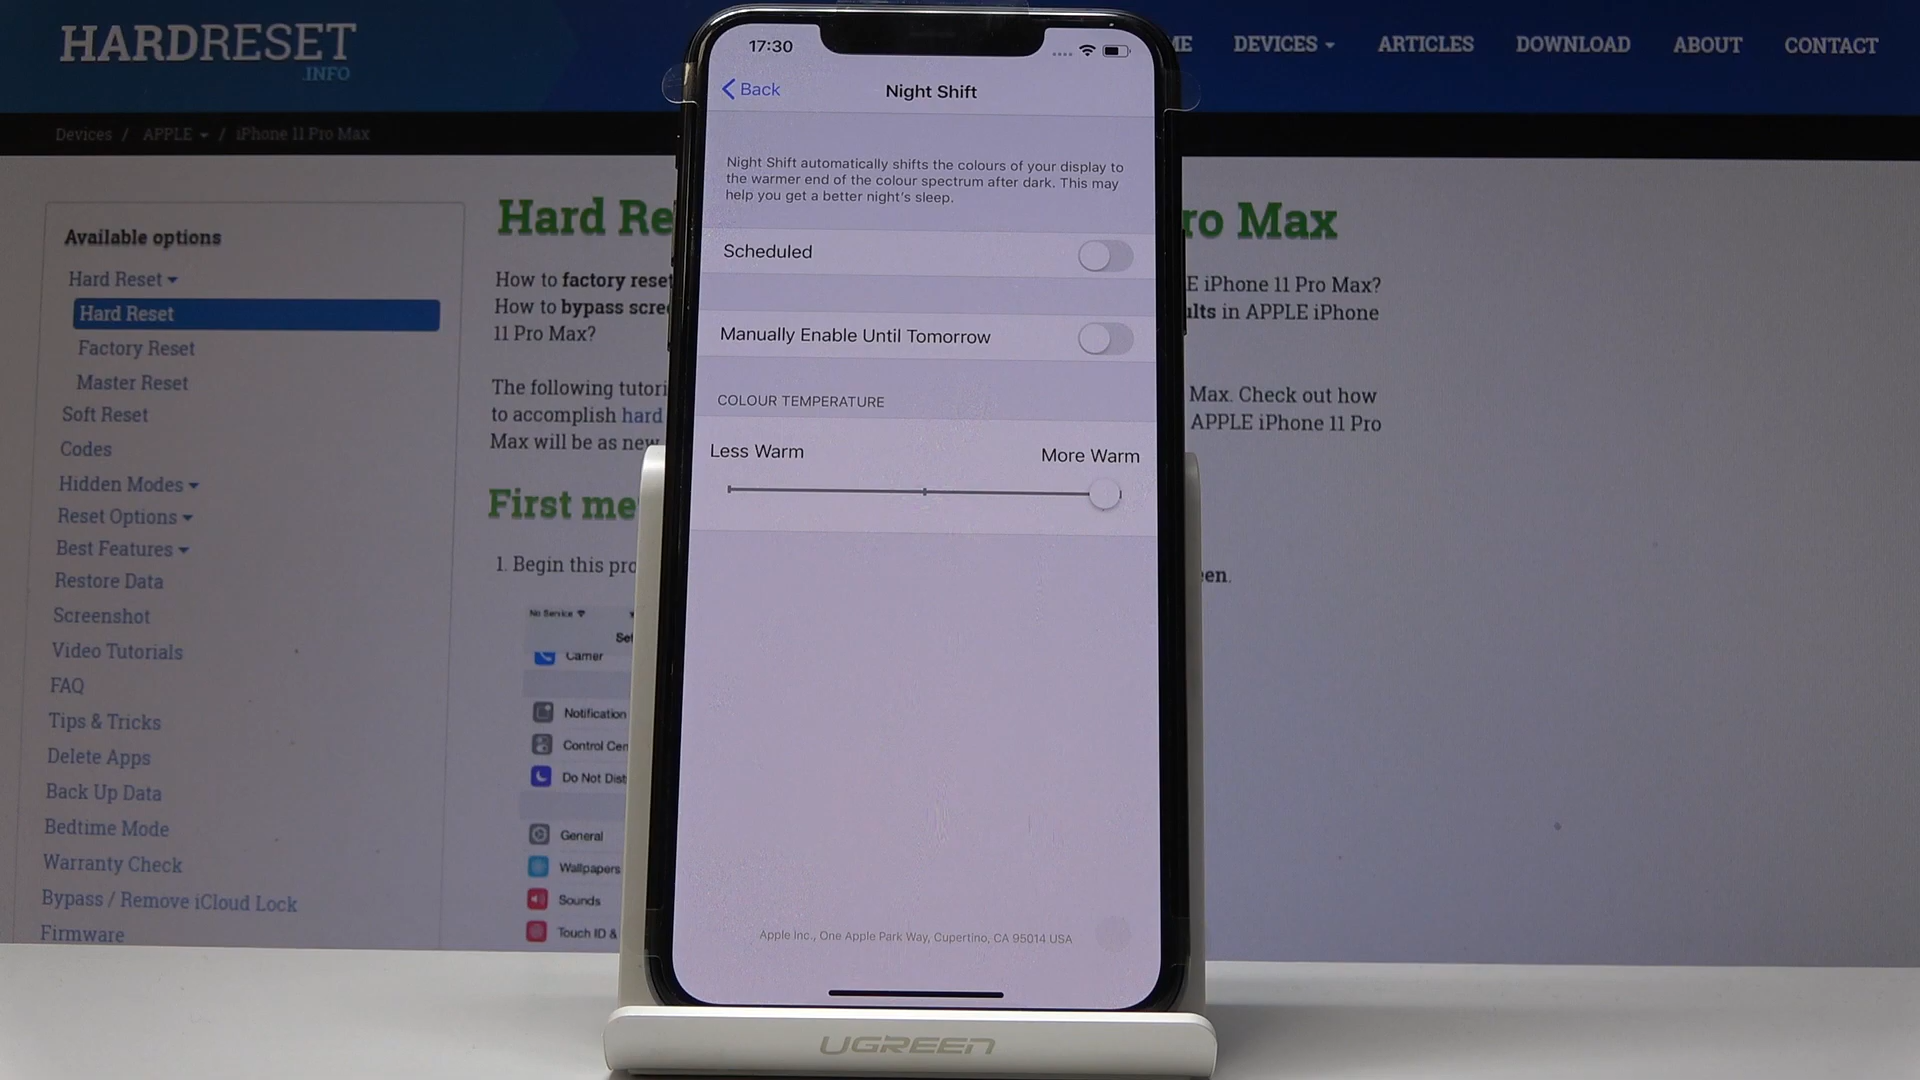 HARDRESET
.INFO
DEVICES
ARTICLES
DOWNLOAD
ABOUT
CONTACT
Devices / APPLE / iPhone 11 Pro Max
Available options
Hard Reset
Hard Reset
Factory Reset
Master Reset
Soft Reset
Codes
Hidden Modes
Reset Options
Best Features
Restore Data
Screenshot
Video Tutorials
FAQ
Tips & Tricks
Delete Apps
Back Up Data
Bedtime Mode
Warranty Check
Bypass / Remove iCloud Lock
Firmware
Hard Re
ro Max
How to factory reset
E iPhone 11 Pro Max?
How to bypass scre
ults in APPLE iPhone
11 Pro Max?
The following tutori
Max. Check out how
to accomplish hard
APPLE iPhone 11 Pro
Max will be as new
First me
1. Begin this pro
een.
No Service
Set
Carrier
Notification
Control Cen
Do Not Dist
General
Wallpapers
Sounds
Touch ID &
17:30
Back
Night Shift
Night Shift automatically shifts the colours of your display to
the warmer end of the colour spectrum after dark. This may
help you get a better night's sleep.
Scheduled
Manually Enable Until Tomorrow
COLOUR TEMPERATURE
Less Warm
More Warm
Apple Inc., One Apple Park Way, Cupertino, CA 95014 USA
UGREEN